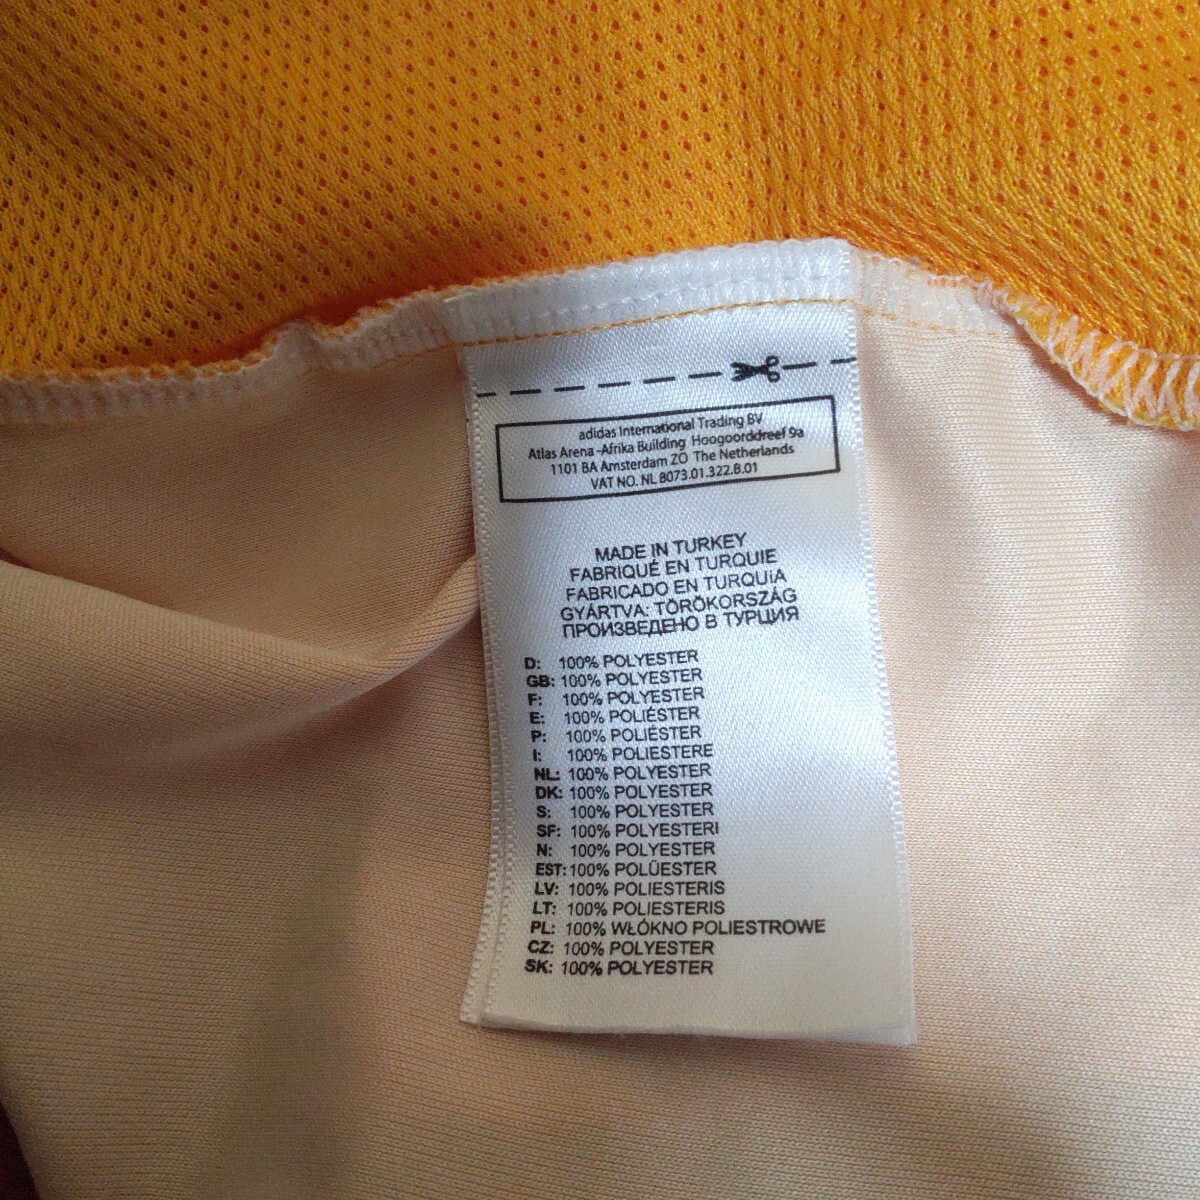 adidas International Trading BV
Atlas Arena -Afrika Building Hoogoorddreef 9a
1101 BA Amsterdam ZO The Netherlands
VAT NO. NL 8073.01.322.B.01
MADE IN TURKEY
FABRIQUÉ EN TURQUIE
FABRICADO EN TURQUíA
GYÁRTVA: TÖRÖKORSZÁG
ПРОИЗВЕДЕНО В ТУРЦИЯ
D: 100% POLYESTER
GB: 100% POLYESTER
F: 100% POLYESTER
E: 100% POLIÉSTER
P: 100% POLIÉSTER
I: 100% POLIESTERE
NL: 100% POLYESTER
DK: 100% POLYESTER
S: 100% POLYESTER
SF: 100% POLYESTERI
N: 100% POLYESTER
EST: 100% POLÜESTER
LV: 100% POLIESTERIS
LT: 100% POLIESTERIS
PL: 100% WŁÓKNO POLIESTROWE
CZ: 100% POLYESTER
SK: 100% POLYESTER